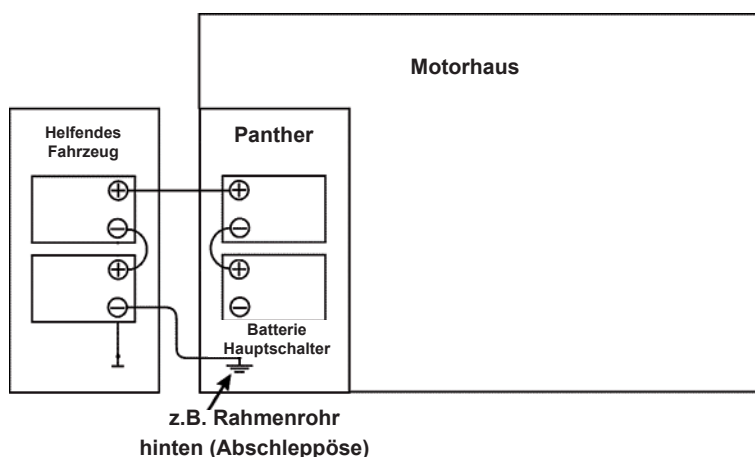 Motorhaus
Helfendes
Fahrzeug
Panther
+
+
-
-
+
+
-
-
Batterie
Hauptschalter
z.B. Rahmenrohr
hinten (Abschleppöse)